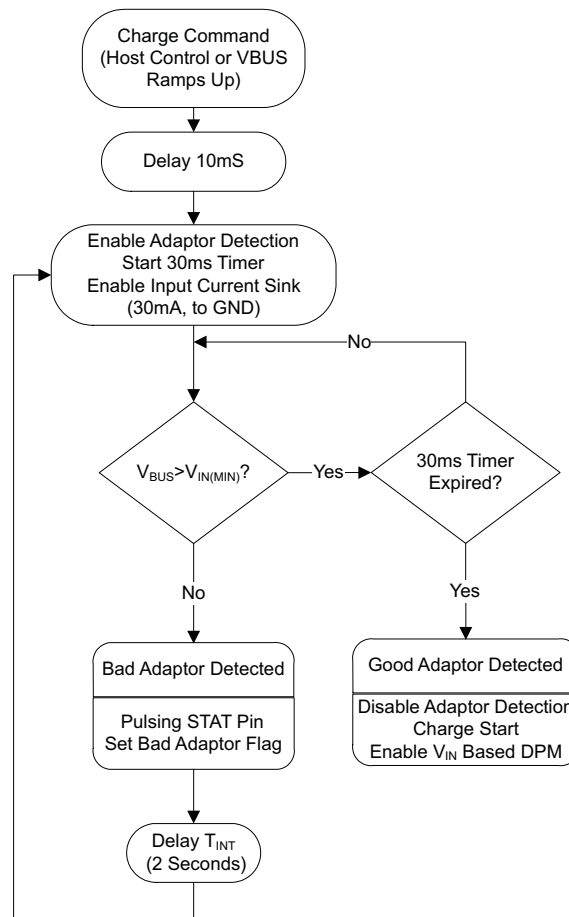 Charge Command
(Host Control or VBUS
Ramps Up)
Delay 10mS
Enable Adaptor Detection
Start 30ms Timer
Enable Input Current Sink
(30mA, to GND)
No
V_BUS>V_IN(MIN)?
Yes
30ms Timer
Expired?
No
Yes
Bad Adaptor Detected
Pulsing STAT Pin
Set Bad Adaptor Flag
Good Adaptor Detected
Disable Adaptor Detection
Charge Start
Enable V_IN Based DPM
Delay T_INT
(2 Seconds)